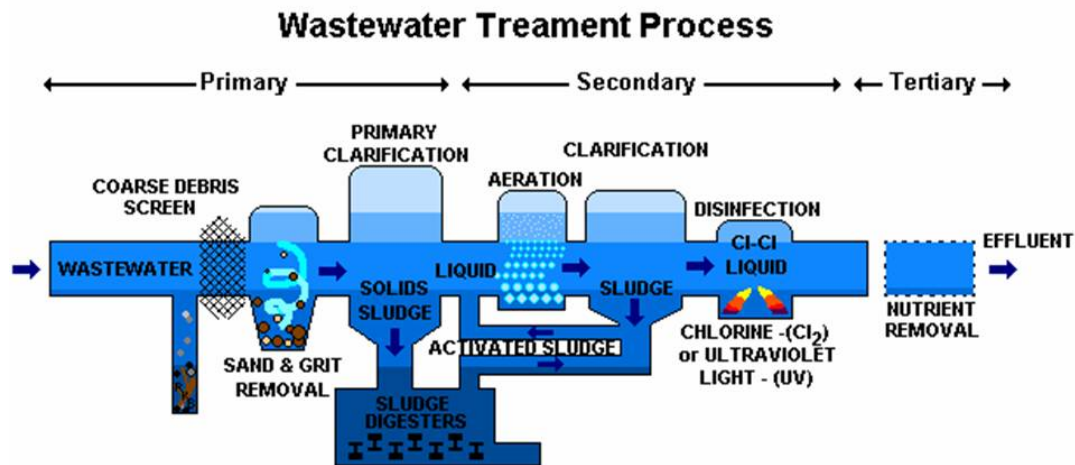 Wastewater Treament Process
Primary
Secondary
Tertiary
COARSE DEBRIS
SCREEN
PRIMARY
CLARIFICATION
AERATION
CLARIFICATION
DISINFECTION
WASTEWATER
SAND & GRIT
REMOVAL
SOLIDS
SLUDGE
LIQUID
SLUDGE
CI-CI
LIQUID
EFFLUENT
NUTRIENT
REMOVAL
ACTIVATED SLUDGE
CHLORINE -(CI₂)
or ULTRAVIOLET
LIGHT - (UV)
SLUDGE
DIGESTERS